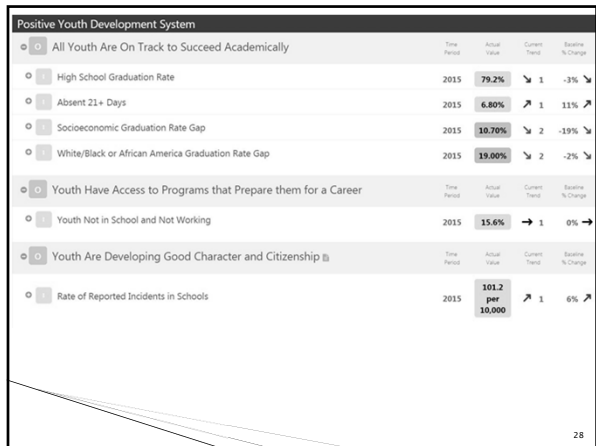 Positive Youth Development System
O All Youth Are On Track to Succeed Academically Time Period Actual Value Current Trend Baseline % Change
I High School Graduation Rate 2015 79.2% ↘ 1 -3% ↘
I Absent 21+ Days 2015 6.80% ↗ 1 11% ↗
I Socioeconomic Graduation Rate Gap 2015 10.70% ↘ 2 -19% ↘
I White/Black or African America Graduation Rate Gap 2015 19.00% ↘ 2 -2% ↘
O Youth Have Access to Programs that Prepare them for a Career Time Period Actual Value Current Trend Baseline % Change
I Youth Not in School and Not Working 2015 15.6% → 1 0% →
O Youth Are Developing Good Character and Citizenship Time Period Actual Value Current Trend Baseline % Change
I Rate of Reported Incidents in Schools 2015 101.2 per 10,000 ↗ 1 6% ↗
28